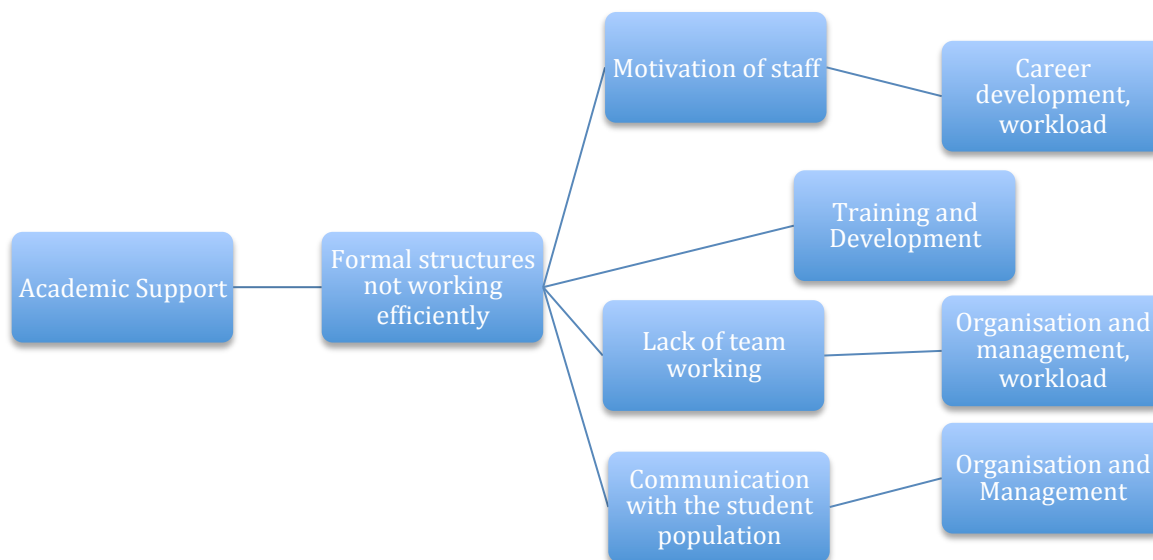 Academic Support
Formal structures
not working
efficiently
Motivation of staff
Career
development,
workload
Training and
Development
Lack of team
working
Organisation and
management,
workload
Communication
with the student
population
Organisation and
Management